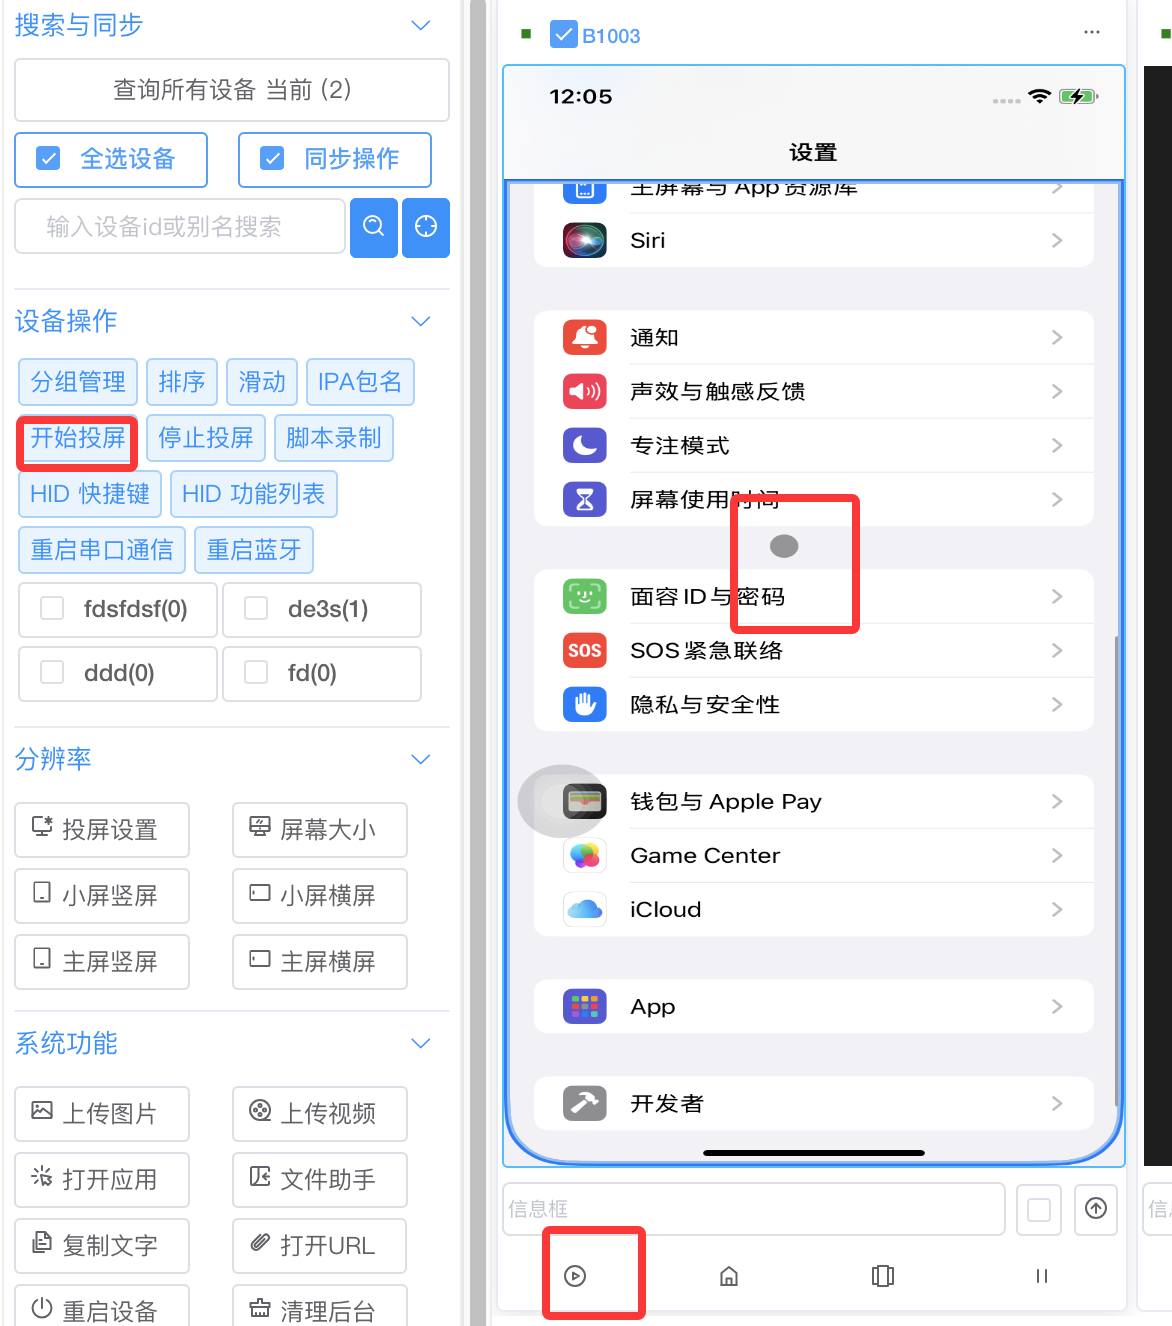 搜索与同步
查询所有设备 当前 (2)
全选设备
同步操作
输入设备id或别名搜索
设备操作
分组管理
排序
滑动
IPA包名
开始投屏
停止投屏
脚本录制
HID 快捷键
HID 功能列表
重启串口通信
重启蓝牙
fdsfdsf(0)
de3s(1)
ddd(0)
fd(0)
分辨率
投屏设置
屏幕大小
小屏竖屏
小屏横屏
主屏竖屏
主屏横屏
系统功能
上传图片
上传视频
打开应用
文件助手
复制文字
打开URL
重启设备
清理后台
B1003
12:05
设置
主屏幕与 App 资源库
Siri
通知
声效与触感反馈
专注模式
屏幕使用时间
面容 ID 与密码
SOS
SOS 紧急联络
隐私与安全性
钱包与 Apple Pay
Game Center
iCloud
App
开发者
信息框
信